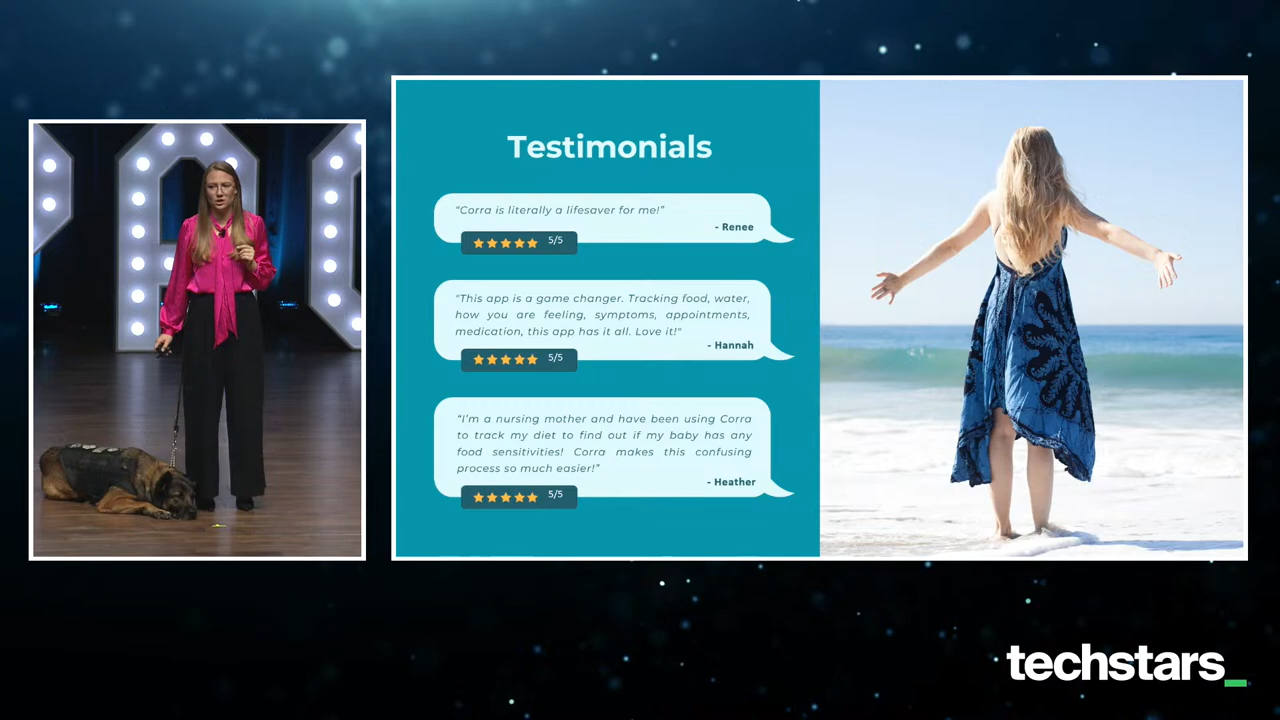 Testimonials
“Corra is literally a lifesaver for me!”
- Renee
5/5
"This app is a game changer. Tracking food, water,
how you are feeling, symptoms, appointments,
medication, this app has it all. Love it!"
- Hannah
5/5
“I’m a nursing mother and have been using Corra
to track my diet to find out if my baby has any
food sensitivities! Corra makes this confusing
process so much easier!”
- Heather
5/5
techstars_